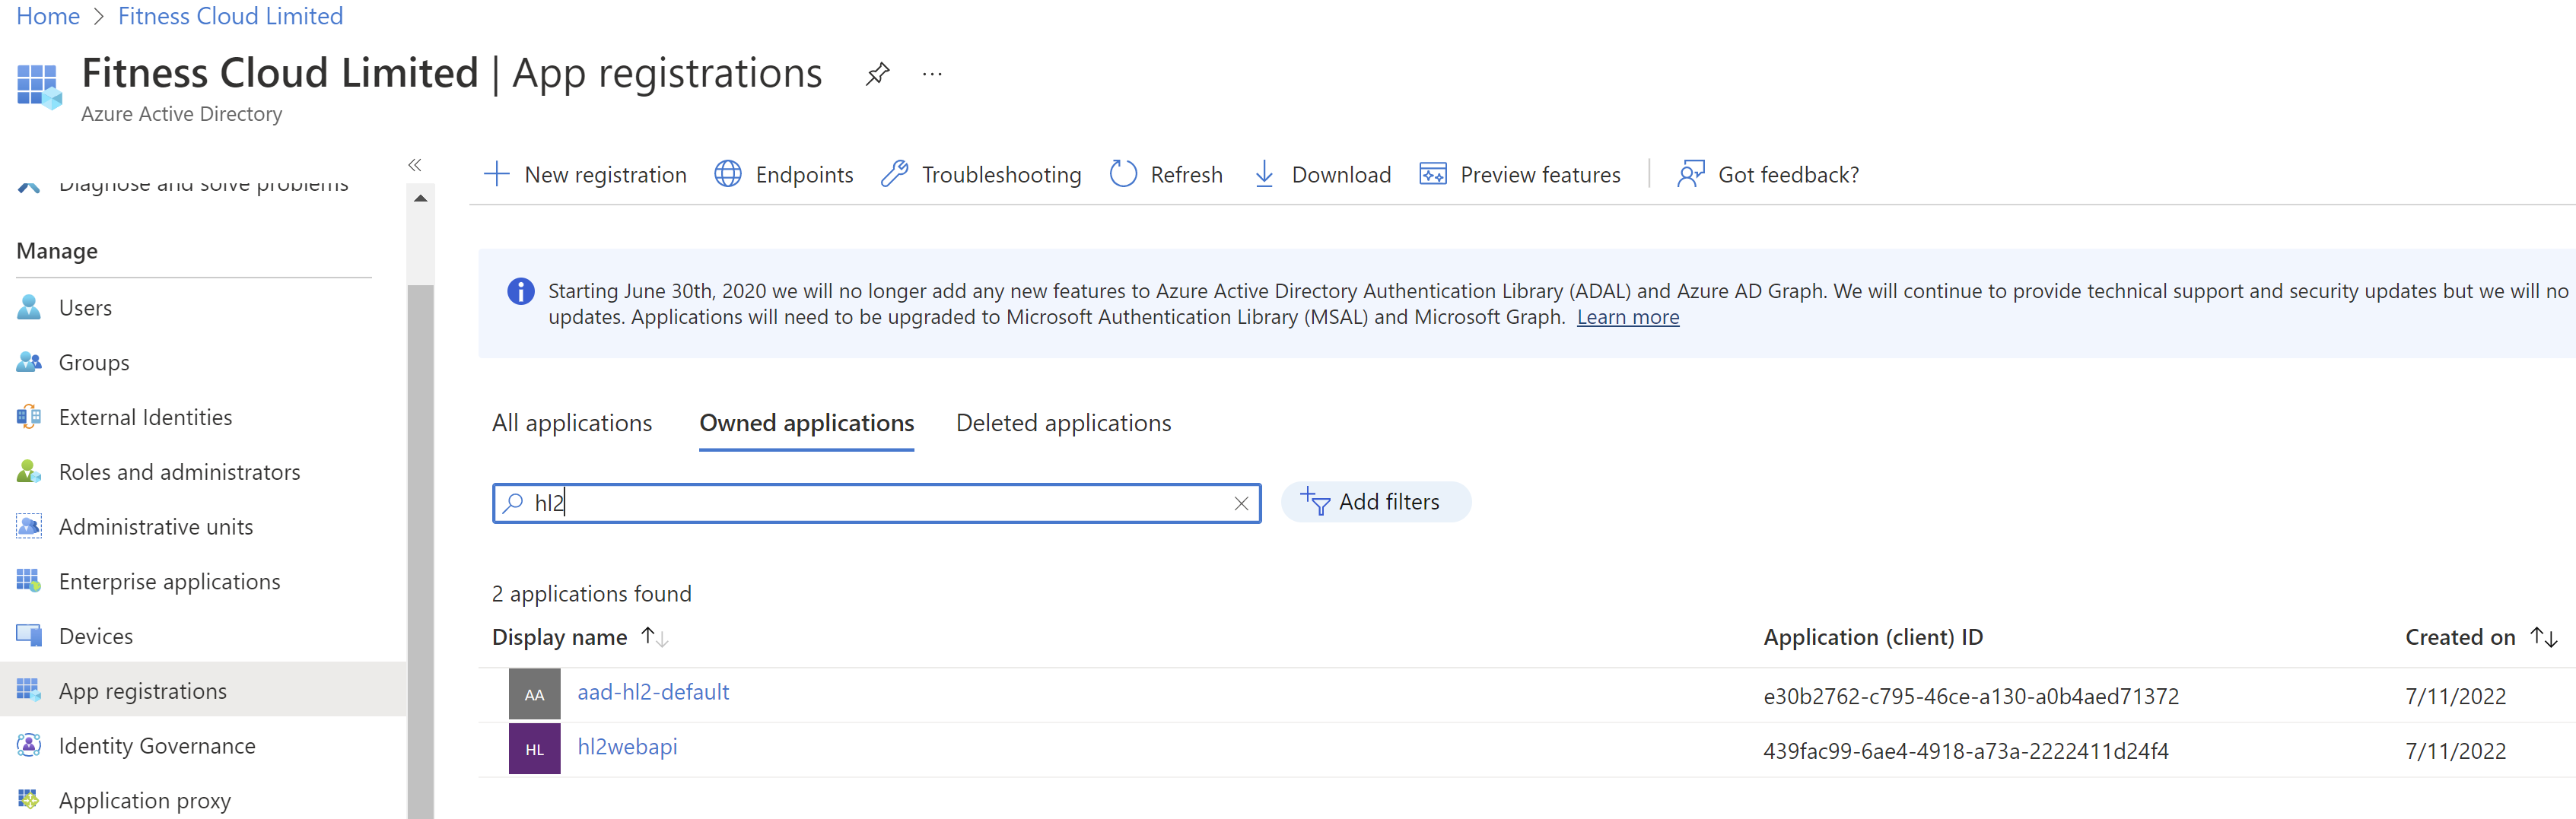 Home > Fitness Cloud Limited
Fitness Cloud Limited | App registrations
Azure Active Directory
Diagnose and solve problems
Manage
Users
Groups
External Identities
Roles and administrators
Administrative units
Enterprise applications
Devices
App registrations
Identity Governance
Application proxy
New registration Endpoints Troubleshooting Refresh Download Preview features Got feedback?
Starting June 30th, 2020 we will no longer add any new features to Azure Active Directory Authentication Library (ADAL) and Azure AD Graph. We will continue to provide technical support and security updates but we will no
updates. Applications will need to be upgraded to Microsoft Authentication Library (MSAL) and Microsoft Graph. Learn more
All applications Owned applications Deleted applications
hl2 Add filters
2 applications found
Display name Application (client) ID Created on
AA aad-hl2-default e30b2762-c795-46ce-a130-a0b4aed71372 7/11/2022
HL hl2webapi 439fac99-6ae4-4918-a73a-2222411d24f4 7/11/2022